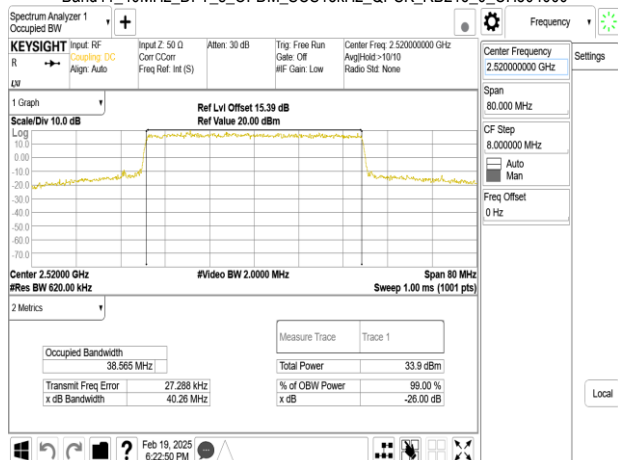 Spectrum Analyzer 1
Occupied BW
Frequency
Settings
KEYSIGHT
R
LXI
Input: RF
Coupling: DC
Align: Auto
Input Z: 50 Ω
Corr CCorr
Freq Ref: Int (S)
Atten: 30 dB
Trig: Free Run
Gate: Off
#IF Gain: Low
Center Freq: 2.520000000 GHz
Avg|Hold:>10/10
Radio Std: None
Center Frequency
2.520000000 GHz
Span
80.000 MHz
CF Step
8.000000 MHz
Auto
Man
Freq Offset
0 Hz
Local
1 Graph
Scale/Div 10.0 dB
Ref Lvl Offset 15.39 dB
Ref Value 20.00 dBm
Log
10.0
0.00
-10.0
-20.0
-30.0
-40.0
-50.0
-60.0
-70.0
Center 2.52000 GHz
#Res BW 620.00 kHz
#Video BW 2.0000 MHz
Span 80 MHz
Sweep 1.00 ms (1001 pts)
2 Metrics
Measure Trace Trace 1
Occupied Bandwidth
38.565 MHz
Total Power 33.9 dBm
Transmit Freq Error 27.288 kHz
% of OBW Power 99.00 %
x dB Bandwidth 40.26 MHz
x dB -26.00 dB
Feb 19, 2025
6:22:50 PM